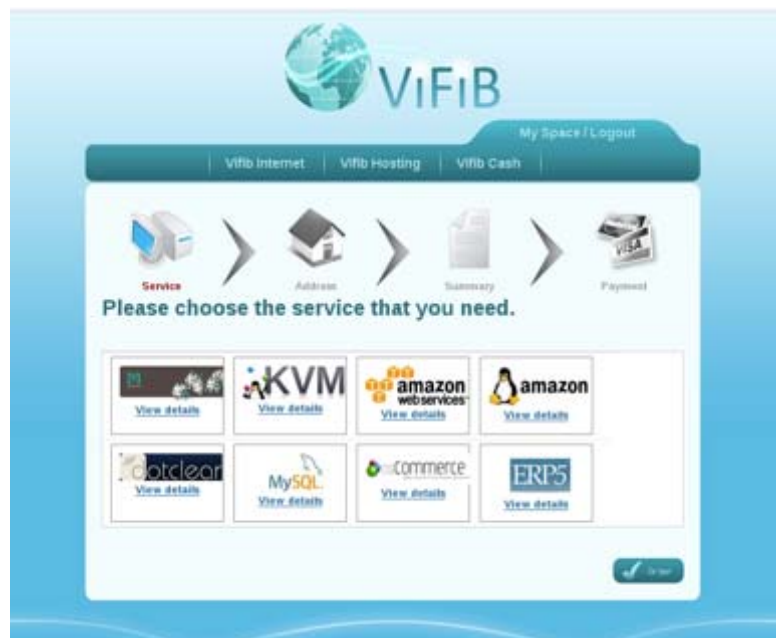 ViFiB
My Space / Logout
Vifib Internet | Vifib Hosting | Vifib Cash
VISA
Service Address Summary Payment
Please choose the service that you need.
KVM amazon webservices amazon
View details View details View details View details
dotclear MySQL commerce ERP5
View details View details View details View details